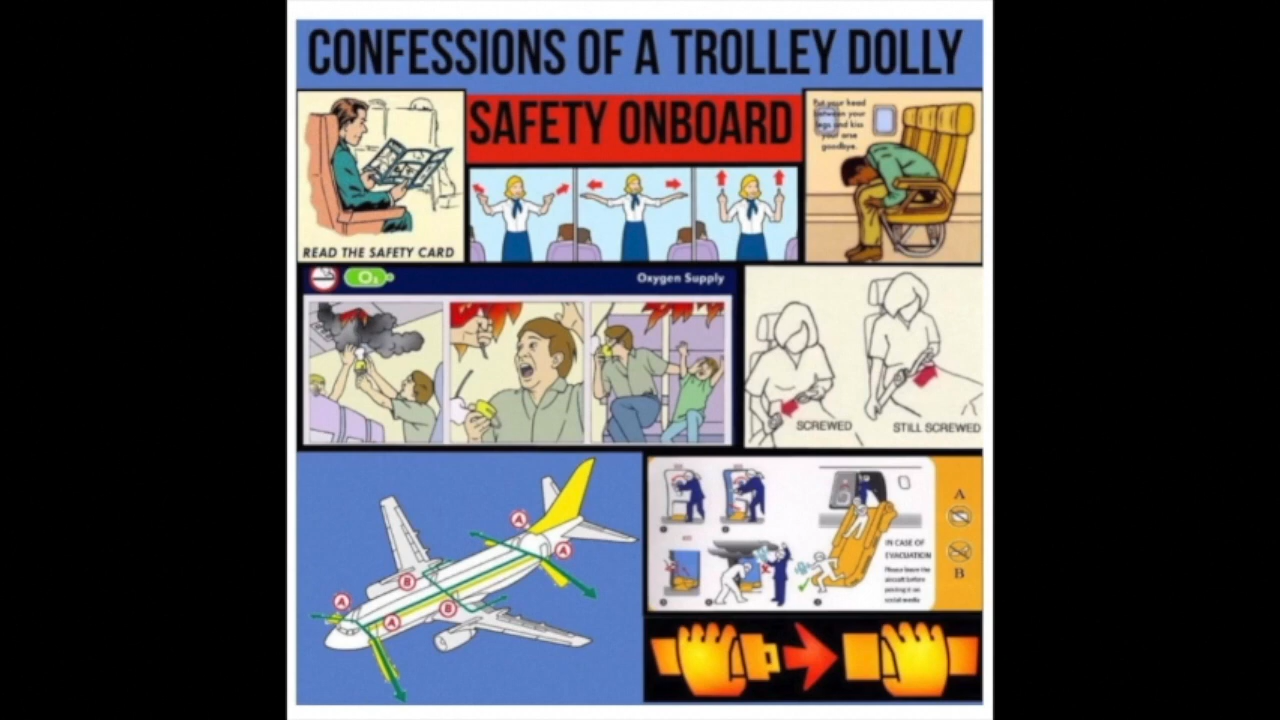 CONFESSIONS OF A TROLLEY DOLLY
SAFETY ONBOARD
READ THE SAFETY CARD
Put your head
between your
legs and kiss
your arse
goodbye.
O₂
Oxygen Supply
SCREWED
STILL SCREWED
A
A
B
B
A
A
IN CASE OF
EVACUATION
Please leave the
aircraft before
posting it on
social media
A
B